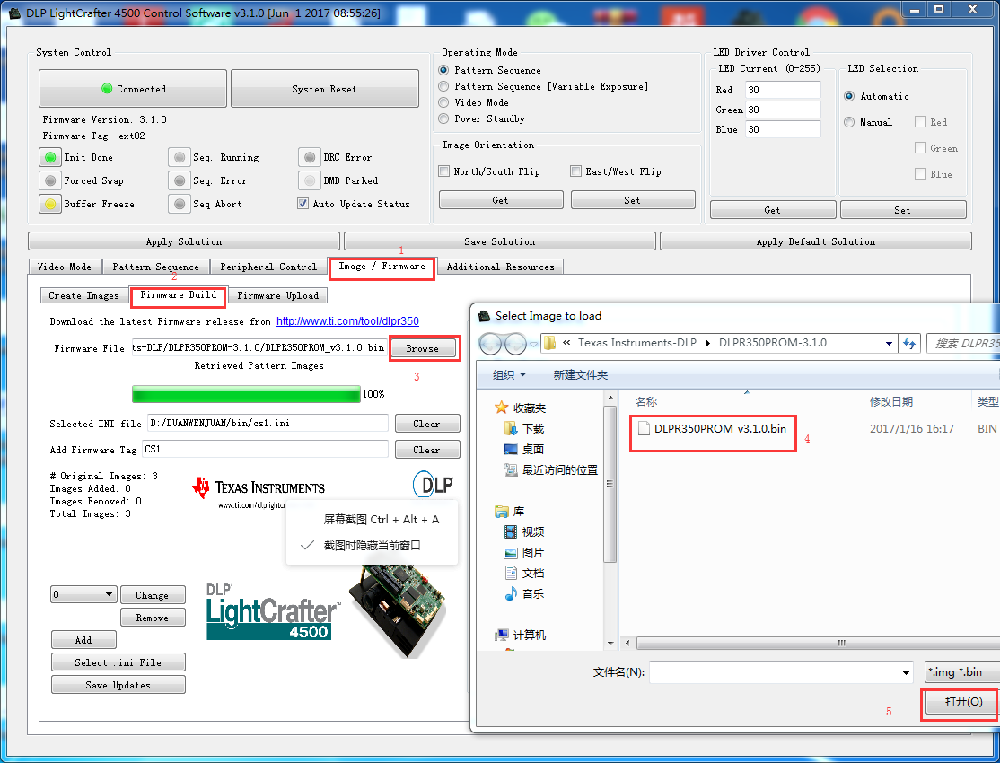 DLP LightCrafter 4500 Control Software v3.1.0 [Jun 1 2017 08:55:26]
System Control
Connected
System Reset
Firmware Version: 3.1.0
Firmware Tag: ext02
Init Done
Seq. Running
DRC Error
Forced Swap
Seq. Error
DMD Parked
Buffer Freeze
Seq Abort
Auto Update Status
Operating Mode
Pattern Sequence
Pattern Sequence [Variable Exposure]
Video Mode
Power Standby
Image Orientation
North/South Flip
East/West Flip
Get
Set
LED Driver Control
LED Current (0-255)
Red 30
Green 30
Blue 30
LED Selection
Automatic
Manual
Red
Green
Blue
Get
Set
Apply Solution
Save Solution
Apply Default Solution
1
Video Mode
Pattern Sequence
Peripheral Control
Image / Firmware
Additional Resources
2
Create Images
Firmware Build
Firmware Upload
Download the latest Firmware release from http://www.ti.com/tool/dlpr350
Firmware File: ts-DLP/DLPR350PROM-3.1.0/DLPR350PROM_v3.1.0.bin
Browse
3
Retrieved Pattern Images
100%
Selected INI file D:/DUANWENJUAN/bin/cs1.ini
Clear
Add Firmware Tag CS1
Clear
# Original Images: 3
Images Added: 0
Images Removed: 0
Total Images: 3
TEXAS INSTRUMENTS
DLP
屏幕截图 Ctrl + Alt + A
截图时隐藏当前窗口
0
Change
Remove
Add
Select .ini File
Save Updates
DLP
LightCrafter™
4500
Select Image to load
« Texas Instruments-DLP
DLPR350PROM-3.1.0
搜索 DLPR35
组织
新建文件夹
收藏夹
下载
桌面
最近访问的位置
库
视频
图片
文档
音乐
计算机
名称
修改日期
类型
DLPR350PROM_v3.1.0.bin
2017/1/16 16:17
BIN
4
文件名(N):
*.img *.bin
5
打开(O)